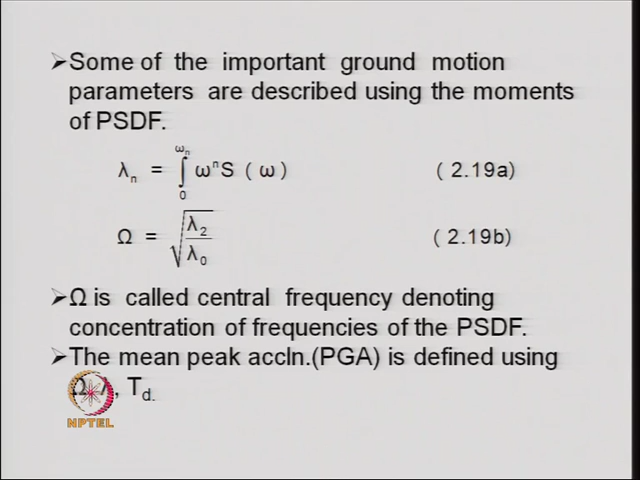 ➢Some of the important ground motion
parameters are described using the moments
of PSDF.
λn = ∫0^ωn ω^n S (ω) (2.19a)
Ω = √(λ2/λ0) (2.19b)
➢Ω is called central frequency denoting
concentration of frequencies of the PSDF.
➢The mean peak accln.(PGA) is defined using
, Td.
NPTEL